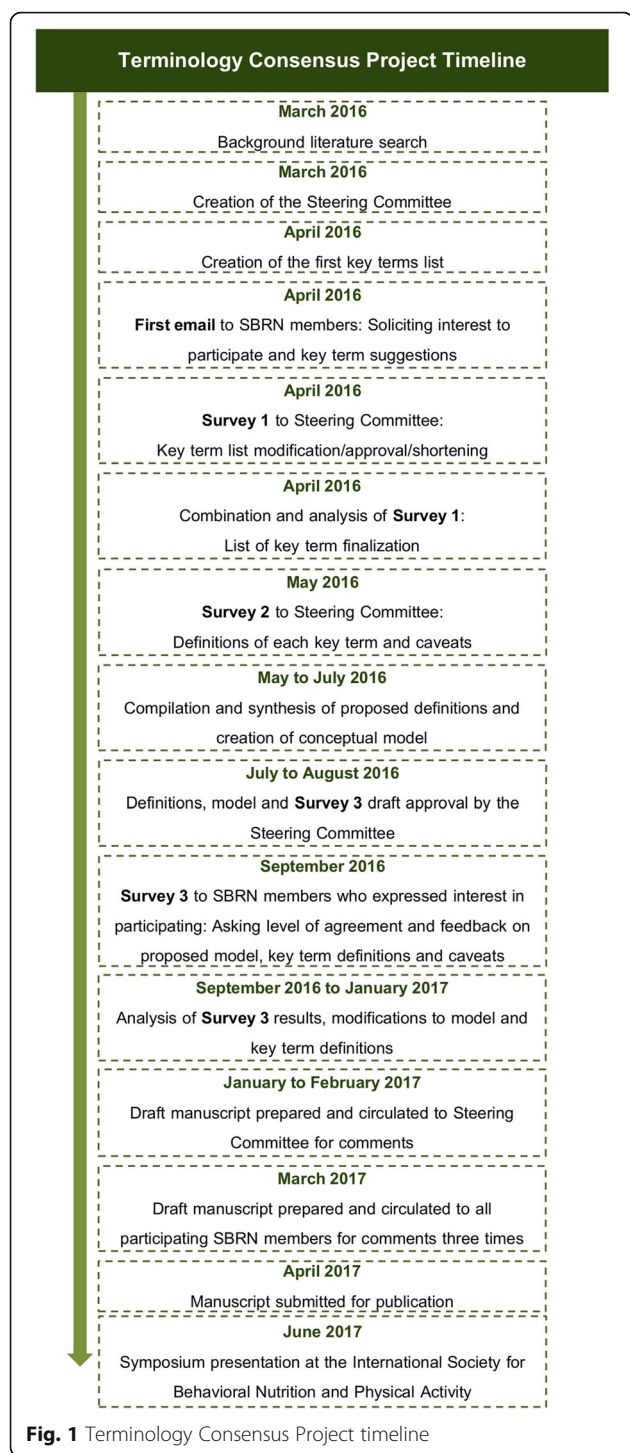 Terminology Consensus Project Timeline
March 2016
Background literature search
March 2016
Creation of the Steering Committee
April 2016
Creation of the first key terms list
April 2016
First email to SBRN members: Soliciting interest to
participate and key term suggestions
April 2016
Survey 1 to Steering Committee:
Key term list modification/approval/shortening
April 2016
Combination and analysis of Survey 1:
List of key term finalization
May 2016
Survey 2 to Steering Committee:
Definitions of each key term and caveats
May to July 2016
Compilation and synthesis of proposed definitions and
creation of conceptual model
July to August 2016
Definitions, model and Survey 3 draft approval by the
Steering Committee
September 2016
Survey 3 to SBRN members who expressed interest in
participating: Asking level of agreement and feedback on
proposed model, key term definitions and caveats
September 2016 to January 2017
Analysis of Survey 3 results, modifications to model and
key term definitions
January to February 2017
Draft manuscript prepared and circulated to Steering
Committee for comments
March 2017
Draft manuscript prepared and circulated to all
participating SBRN members for comments three times
April 2017
Manuscript submitted for publication
June 2017
Symposium presentation at the International Society for
Behavioral Nutrition and Physical Activity
Fig. 1 Terminology Consensus Project timeline